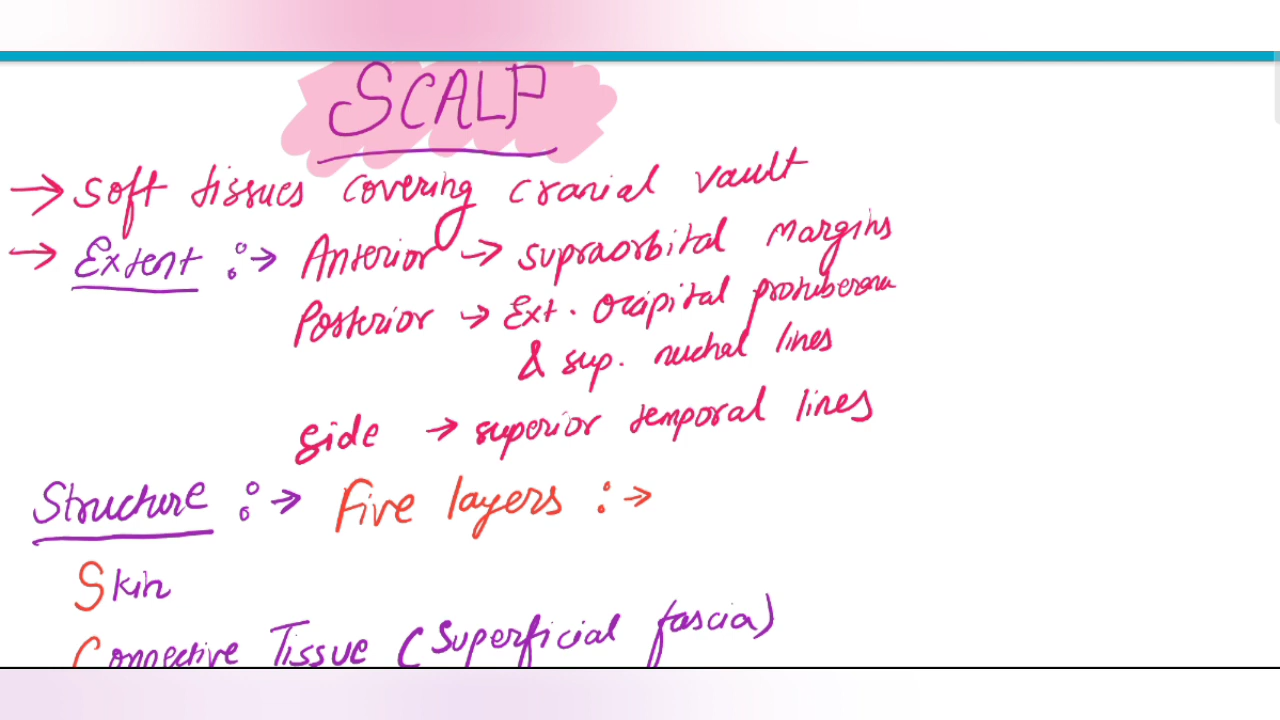 SCALP
→ Soft tissues covering cranial vault
→ Extent :→ Anterior → supraorbital margins
Posterior → Ext. occipital protuberance
& sup. nuchal lines
side → superior temporal lines
Structure :→ Five layers :→
Skin
Connective Tissue (Superficial fascia)